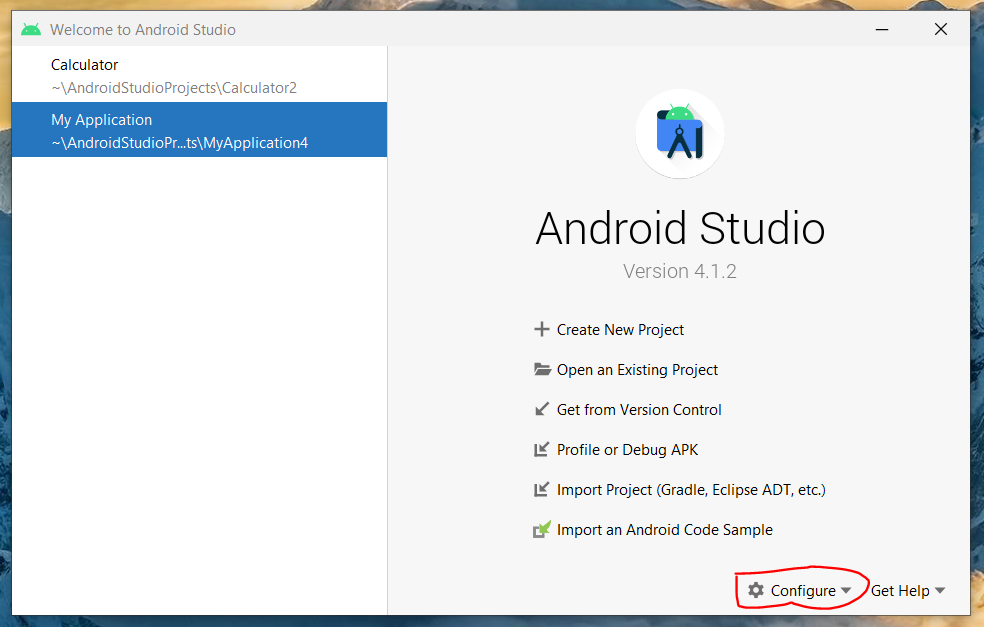 Welcome to Android Studio
Calculator
~\AndroidStudioProjects\Calculator2
My Application
~\AndroidStudioPr...ts\MyApplication4
Android Studio
Version 4.1.2
Create New Project
Open an Existing Project
Get from Version Control
Profile or Debug APK
Import Project (Gradle, Eclipse ADT, etc.)
Import an Android Code Sample
Configure
Get Help